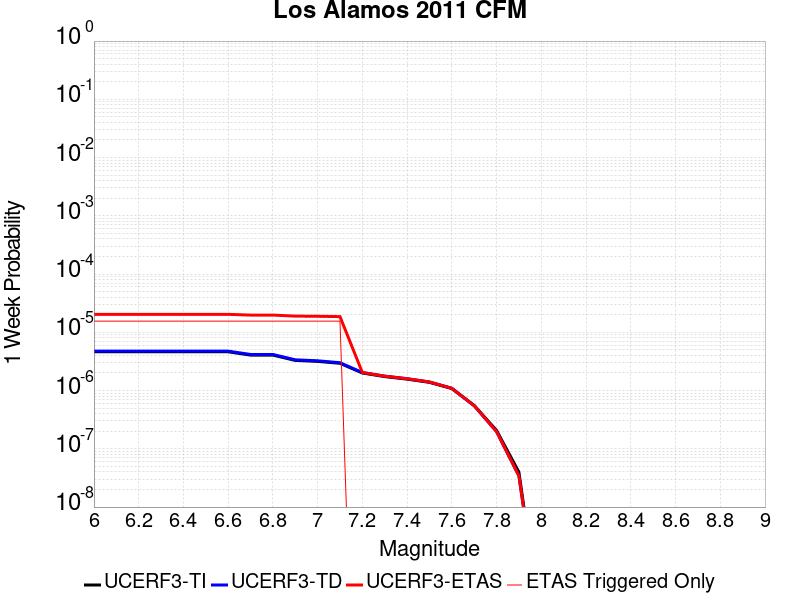 Los Alamos 2011 CFM
10^0
10^-1
10^-2
10^-3
10^-4
10^-5
10^-6
10^-7
10^-8
1 Week Probability
6 6.2 6.4 6.6 6.8 7 7.2 7.4 7.6 7.8 8 8.2 8.4 8.6 8.8 9
Magnitude
UCERF3-TI UCERF3-TD UCERF3-ETAS ETAS Triggered Only